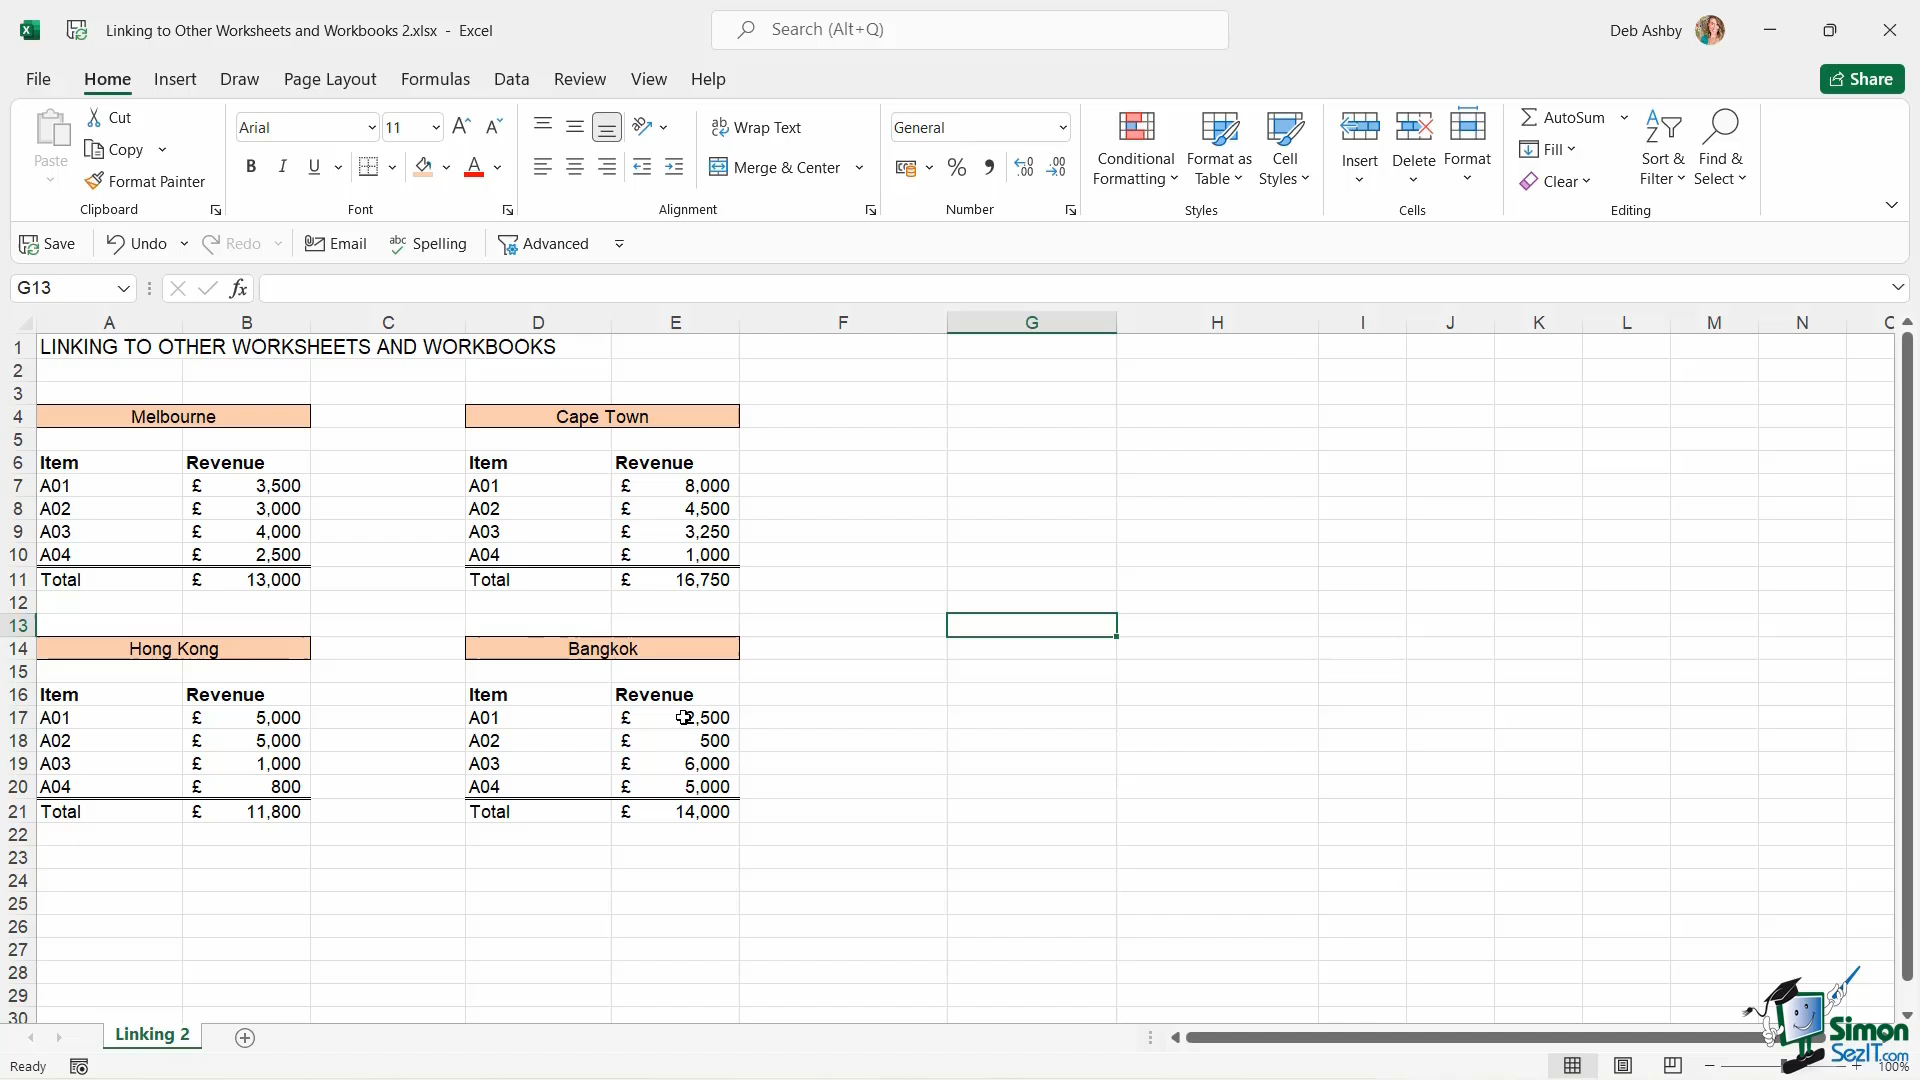 Linking to Other Worksheets and Workbooks 2.xlsx - Excel
Search (Alt+Q)
Deb Ashby
File Home Insert Draw Page Layout Formulas Data Review View Help
Share
Paste
Cut
Copy
Format Painter
Clipboard
Arial 11
B I U
Font
Wrap Text
Merge & Center
Alignment
General
Number
Conditional Formatting
Format as Table
Cell Styles
Styles
Insert Delete Format
Cells
AutoSum
Fill
Clear
Sort & Filter
Find & Select
Editing
Save Undo Redo Email Spelling Advanced
G13 fx
A B C D E F G H I J K L M N
1 LINKING TO OTHER WORKSHEETS AND WORKBOOKS
2
3
4 Melbourne Cape Town
5
6 Item Revenue Item Revenue
7 A01 £ 3,500 A01 £ 8,000
8 A02 £ 3,000 A02 £ 4,500
9 A03 £ 4,000 A03 £ 3,250
10 A04 £ 2,500 A04 £ 1,000
11 Total £ 13,000 Total £ 16,750
12
13
14 Hong Kong Bangkok
15
16 Item Revenue Item Revenue
17 A01 £ 5,000 A01 £ 2,500
18 A02 £ 5,000 A02 £ 500
19 A03 £ 1,000 A03 £ 6,000
20 A04 £ 800 A04 £ 5,000
21 Total £ 11,800 Total £ 14,000
22
23
24
25
26
27
28
29
30
Linking 2
Ready
100%
Simon
SezIT.com